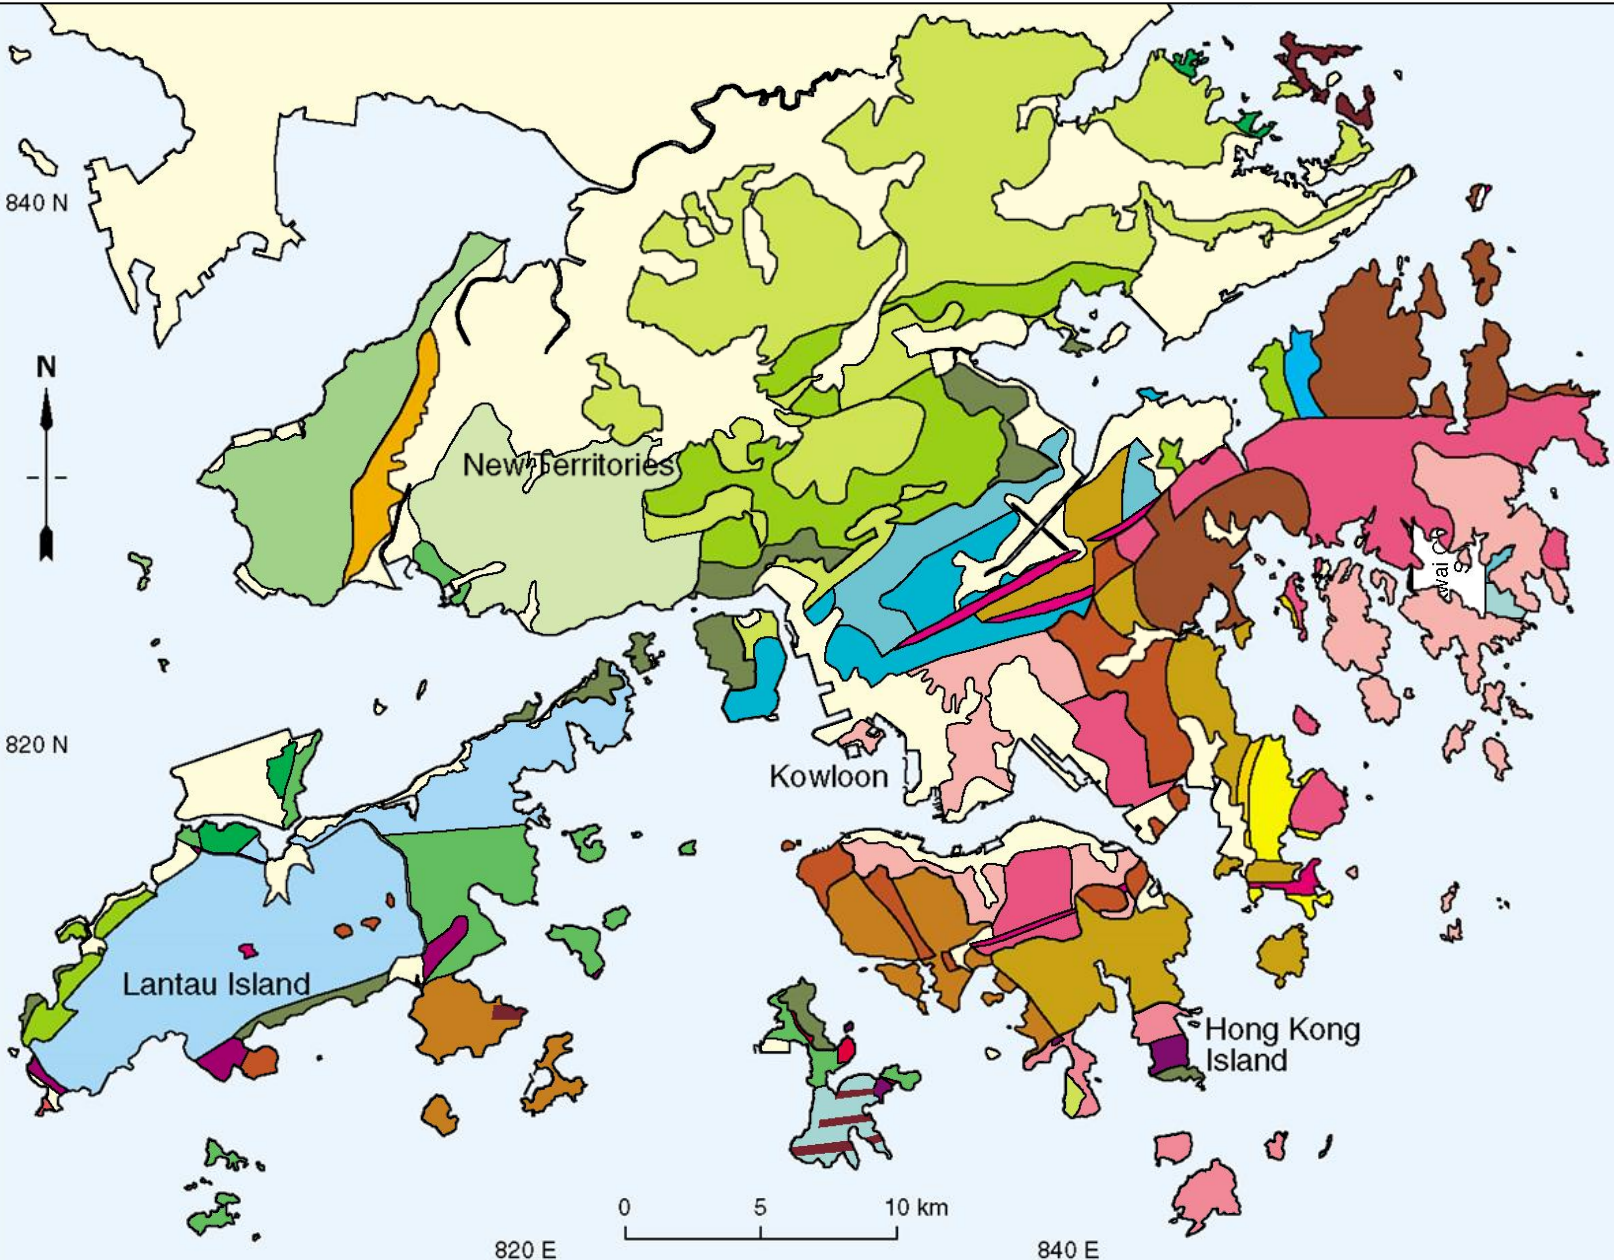 840 N
N
New Territories
820 N
Kowloon
Lantau Island
Hong Kong
Island
0 5 10 km
820 E 840 E